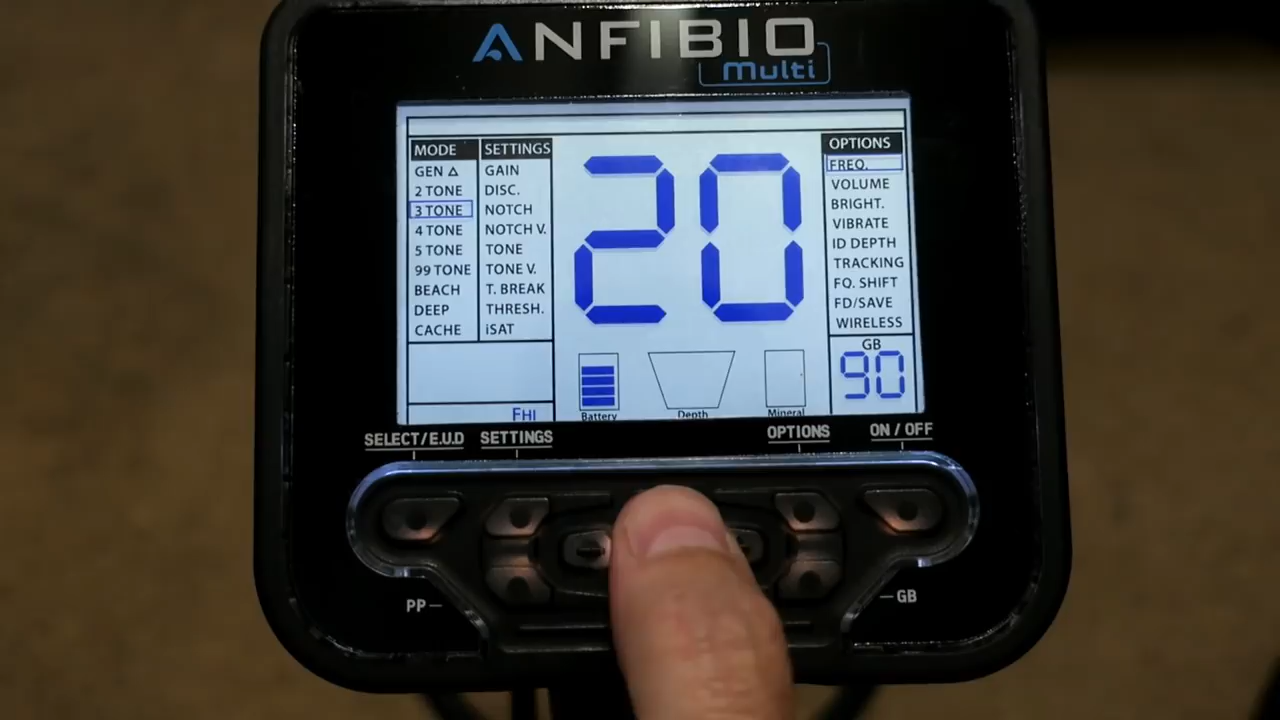 ANFIBIO
Multi
MODE
GEN △
2 TONE
3 TONE
4 TONE
5 TONE
99 TONE
BEACH
DEEP
CACHE
SETTINGS
GAIN
DISC.
NOTCH
NOTCH V.
TONE
TONE V.
T. BREAK
THRESH.
iSAT
20
OPTIONS
FREQ.
VOLUME
BRIGHT.
VIBRATE
ID DEPTH
TRACKING
FQ. SHIFT
FD/SAVE
WIRELESS
GB
90
FHI
Battery
Depth
Mineral
SELECT/E.U.D
SETTINGS
OPTIONS
ON / OFF
PP
GB